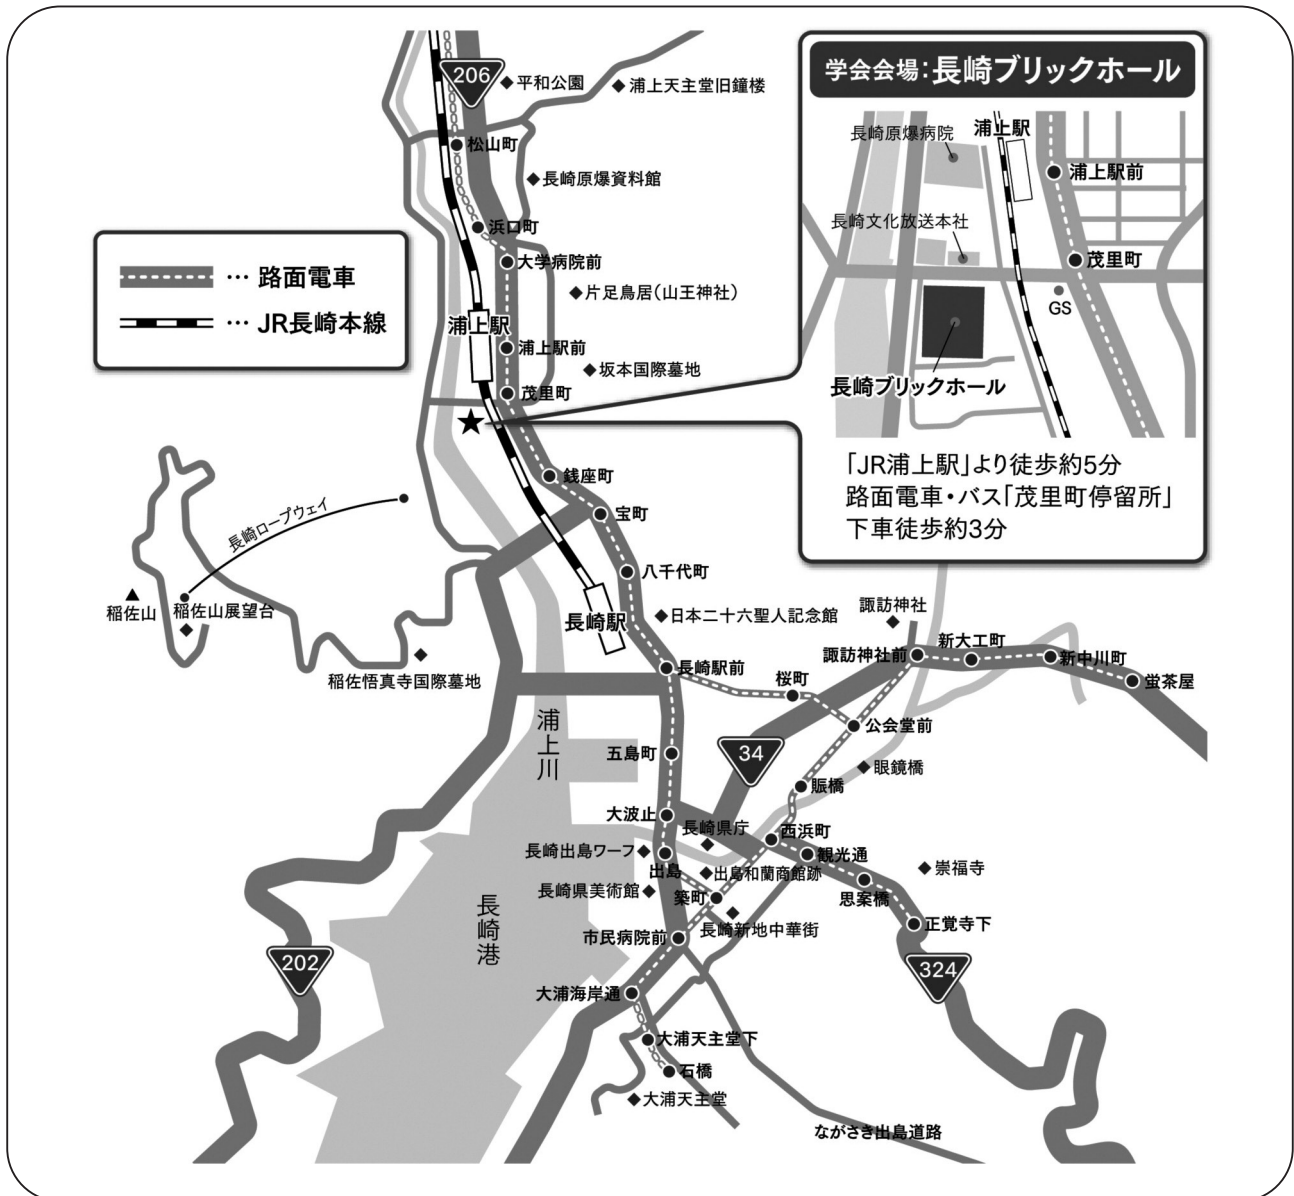 学会会場：長崎ブリックホール
長崎原爆病院
浦上駅
浦上駅前
長崎文化放送本社
茂里町
GS
長崎ブリックホール
「JR浦上駅」より徒歩約5分
路面電車・バス「茂里町停留所」
下車徒歩約3分
… 路面電車
… JR長崎本線
206
平和公園
浦上天主堂旧鐘楼
松山町
長崎原爆資料館
浜口町
大学病院前
片足鳥居（山王神社）
浦上駅
浦上駅前
坂本国際墓地
茂里町
銭座町
長崎ロープウェイ
宝町
八千代町
稲佐山
稲佐山展望台
長崎駅
日本二十六聖人記念館
諏訪神社
諏訪神社前
新大工町
新中川町
蛍茶屋
稲佐悟真寺国際墓地
長崎駅前
桜町
公会堂前
浦上川
五島町
34
眼鏡橋
賑橋
大波止
長崎県庁
西浜町
長崎出島ワーフ
出島
観光通
出島和蘭商館跡
崇福寺
長崎県美術館
築町
思案橋
長崎港
長崎新地中華街
正覚寺下
市民病院前
202
324
大浦海岸通
大浦天主堂下
石橋
大浦天主堂
ながさき出島道路